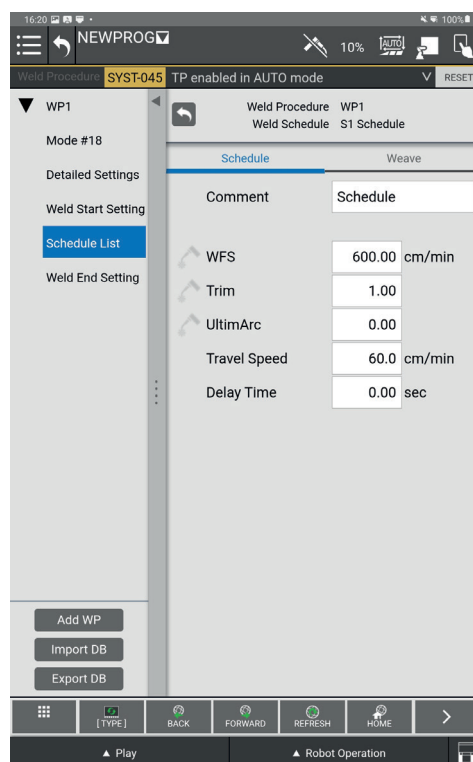 16:20
100%
NEWPROG
10%
AUTO
Weld Procedure SYST-045 TP enabled in AUTO mode
RESET
WP1
Mode #18
Detailed Settings
Weld Start Setting
Schedule List
Weld End Setting
Add WP
Import DB
Export DB
Weld Procedure WP1
Weld Schedule S1 Schedule
Schedule
Weave
Comment Schedule
WFS 600.00 cm/min
Trim 1.00
UltimArc 0.00
Travel Speed 60.0 cm/min
Delay Time 0.00 sec
[ TYPE ]
BACK
FORWARD
REFRESH
HOME
>
▲ Play
▲ Robot Operation